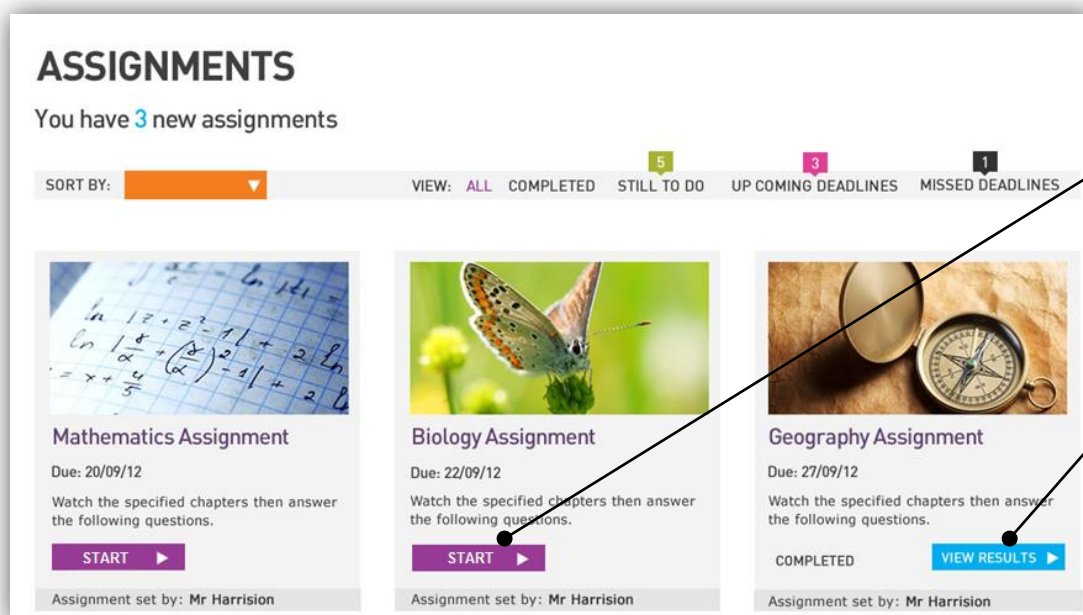 ASSIGNMENTS
You have 3 new assignments
SORT BY:
VIEW: ALL COMPLETED STILL TO DO UP COMING DEADLINES MISSED DEADLINES
5
3
1
Mathematics Assignment
Due: 20/09/12
Watch the specified chapters then answer
the following questions.
START
Assignment set by: Mr Harrision
Biology Assignment
Due: 22/09/12
Watch the specified chapters then answer
the following questions.
START
Assignment set by: Mr Harrision
Geography Assignment
Due: 27/09/12
Watch the specified chapters then answer
the following questions.
COMPLETED VIEW RESULTS
Assignment set by: Mr Harrision